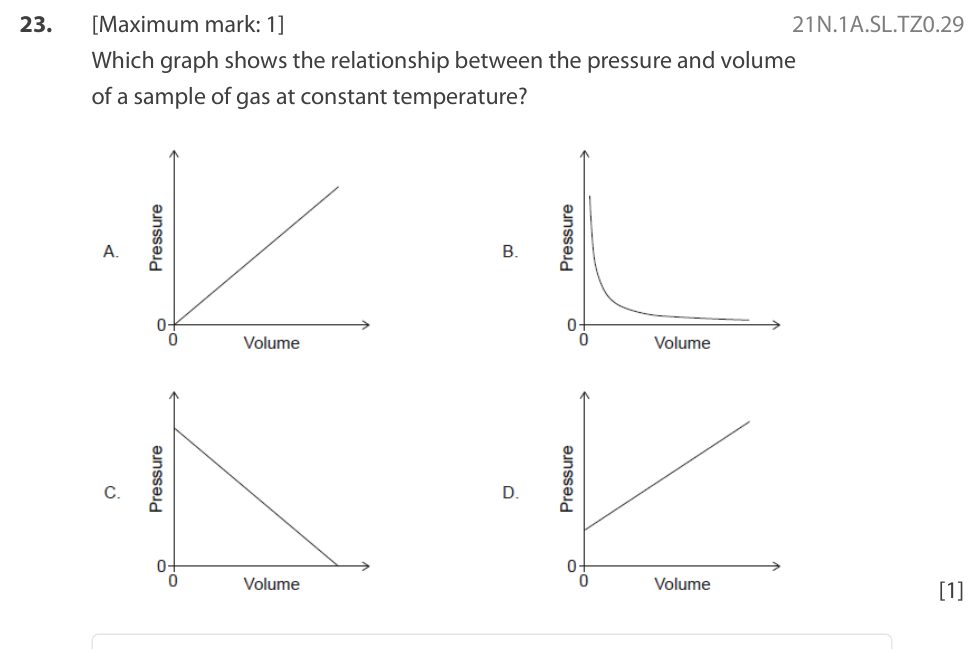 23. [Maximum mark: 1] 21N.1A.SL.TZ0.29
Which graph shows the relationship between the pressure and volume
of a sample of gas at constant temperature?
A. Pressure
0
0 Volume
B. Pressure
0
0 Volume
C. Pressure
0
0 Volume
D. Pressure
0
0 Volume
[1]